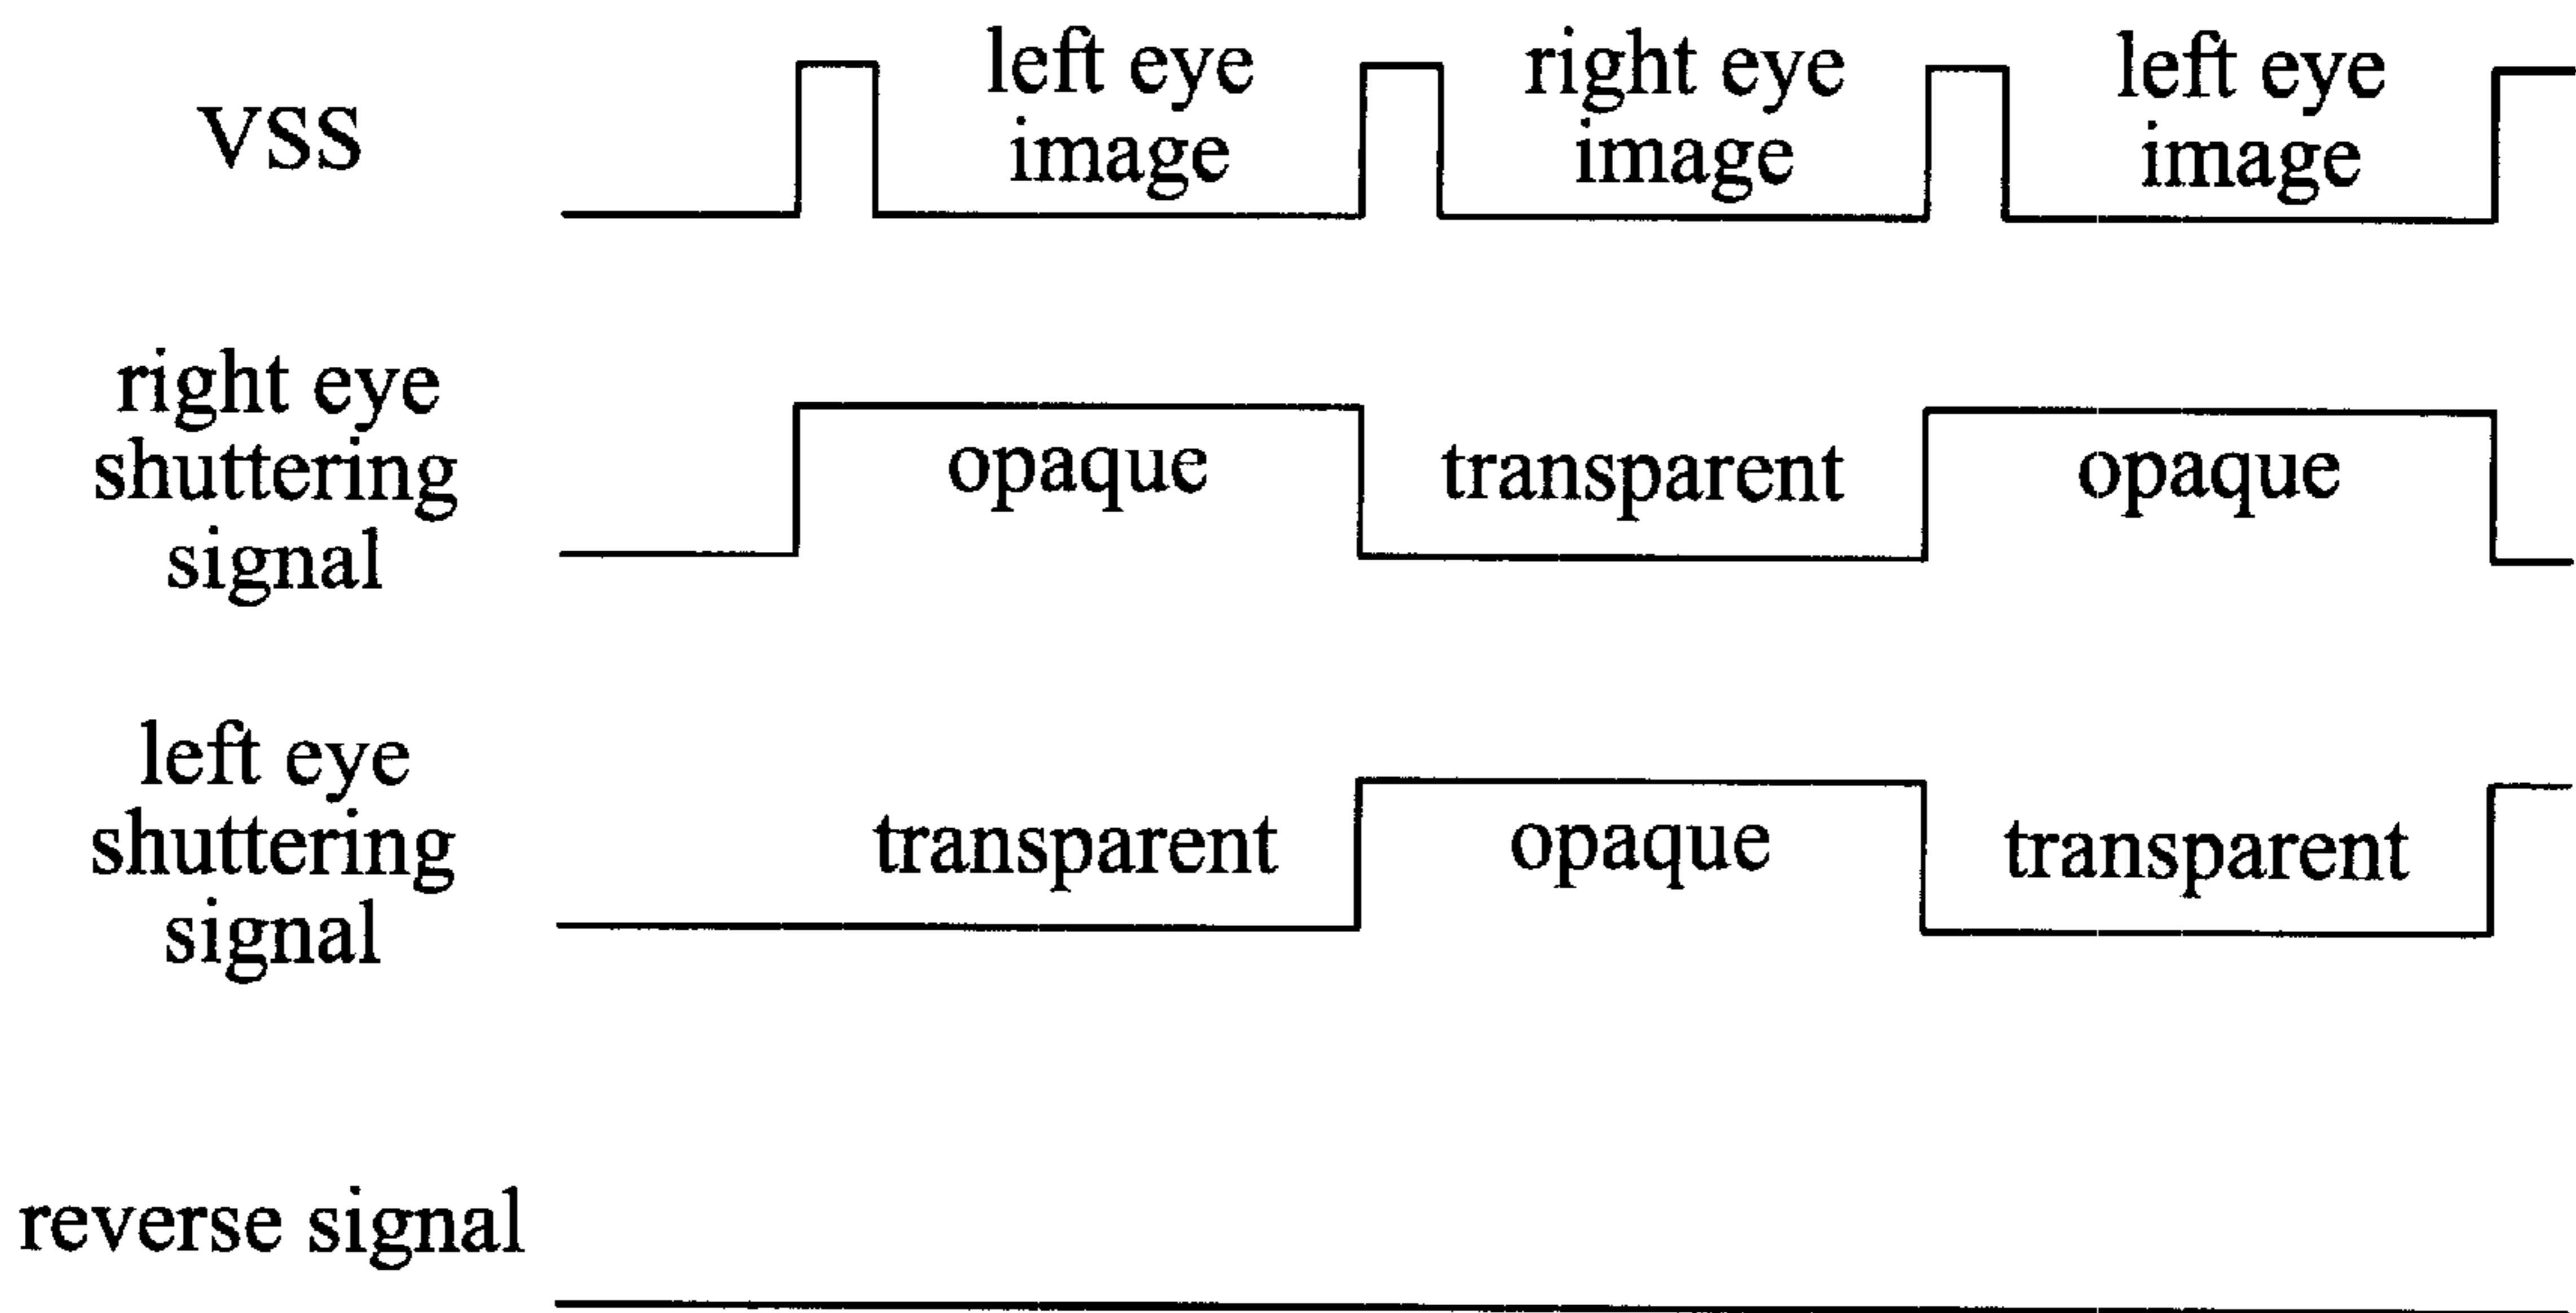 left eye
image
right eye
image
left eye
image
VSS
right eye
shuttering
signal
opaque
transparent
opaque
left eye
shuttering
signal
transparent
opaque
transparent
reverse signal